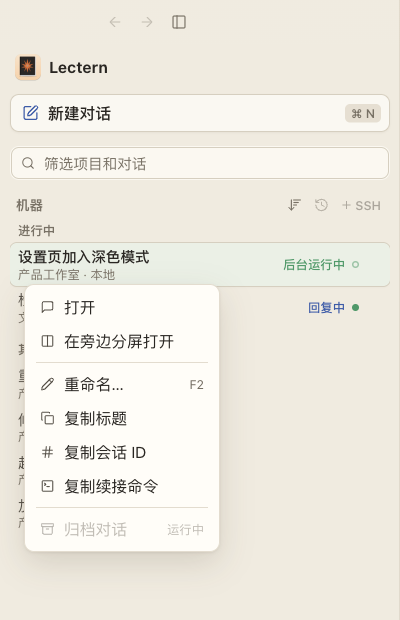 Lectern
新建对话 ⌘ N
筛选项目和对话
机器 + SSH
进行中
设置页加入深色模式
产品工作室 · 本地 后台运行中
回复中
打开
在旁边分屏打开
重命名... F2
复制标题
复制会话 ID
复制续接命令
归档对话 运行中